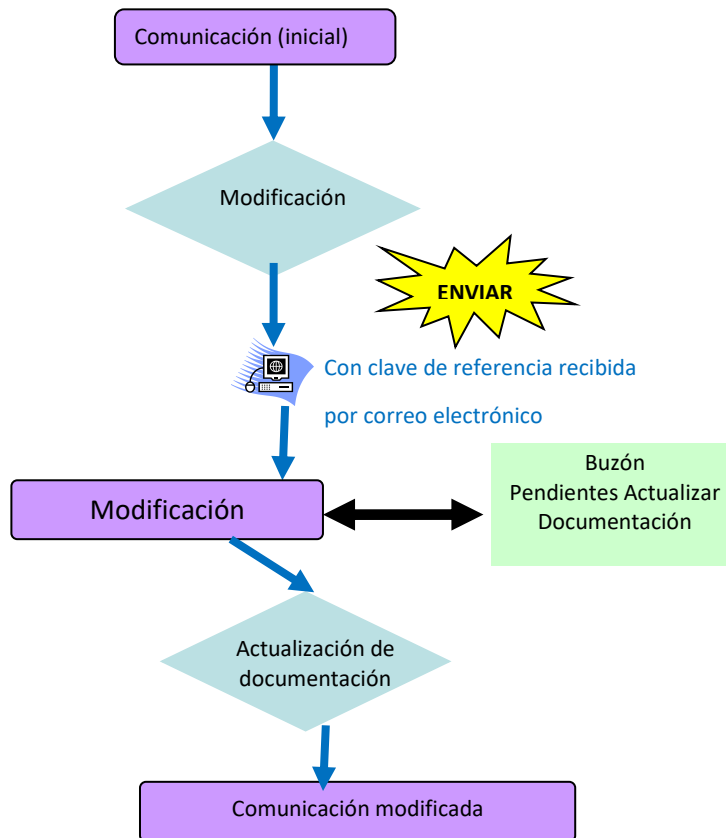 Comunicación (inicial)
Modificación
ENVIAR
Con clave de referencia recibida
por correo electrónico
Modificación
Buzón
Pendientes Actualizar
Documentación
Actualización de
documentación
Comunicación modificada